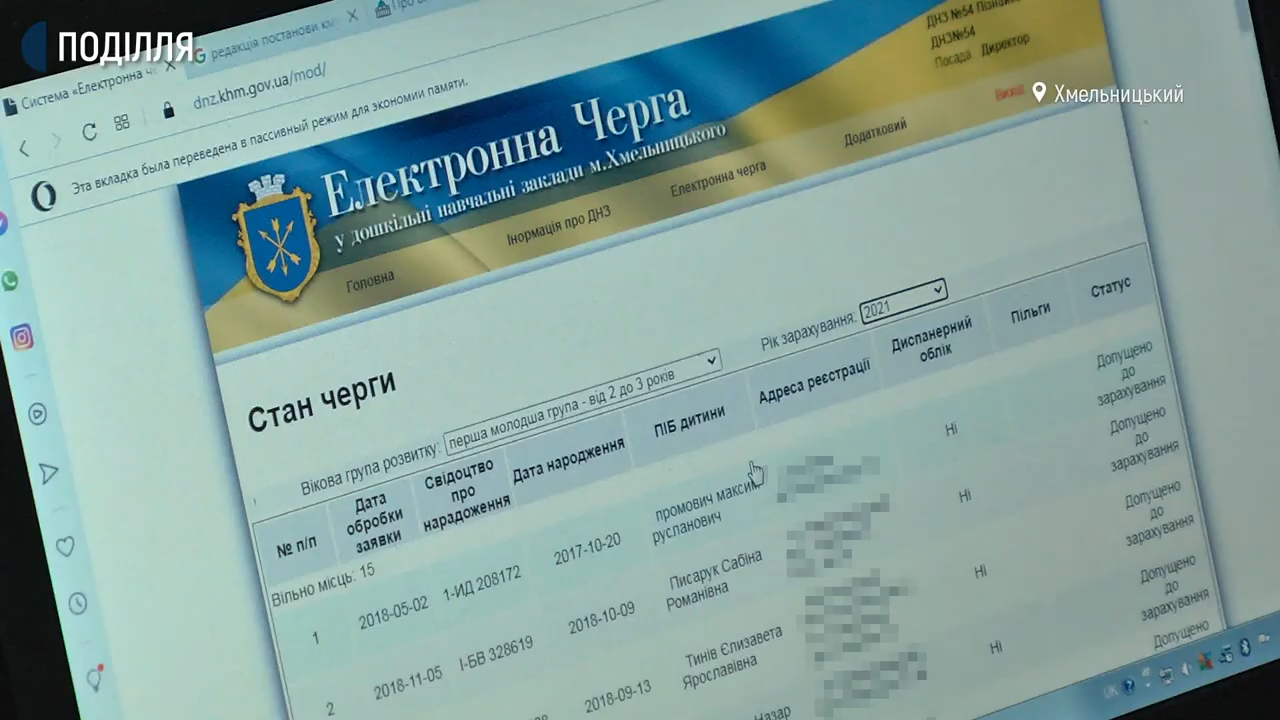 ПОДІЛЛЯ
Хмельницький
редакція постанови км
Система «Електронна ч
dnz.khm.gov.ua/mod/
Эта вкладка была переведена в пассивный режим для экономии памяти.
ДНЗ №54
ДНЗ№54
Посада Директор
Вихід
Електронна Черга
у дошкільні навчальні заклади м.Хмельницького
Головна
Інормація про ДНЗ
Електронна черга
Додатковий
Стан черги
Вікова група розвитку: перша молодша група - від 2 до 3 років
Рік зарахування: 2021
№ п/п
Дата обробки заявки
Свідоцтво про нарадоження
Дата народження
ПІБ дитини
Адреса реєстрації
Диспанерний облік
Пільги
Статус
Вільно місць: 15
1 2018-05-02 1-ИД 208172 2017-10-20 промович максим русланович Ні Допущено до зарахування
2 2018-11-05 І-БВ 328619 2018-10-09 Писарук Сабіна Романівна Ні Допущено до зарахування
2018-09-13 Тинів Єлизавета Ярославівна Ні Допущено до зарахування
Назар Ні Допущено до зарахування
Допущено
UK